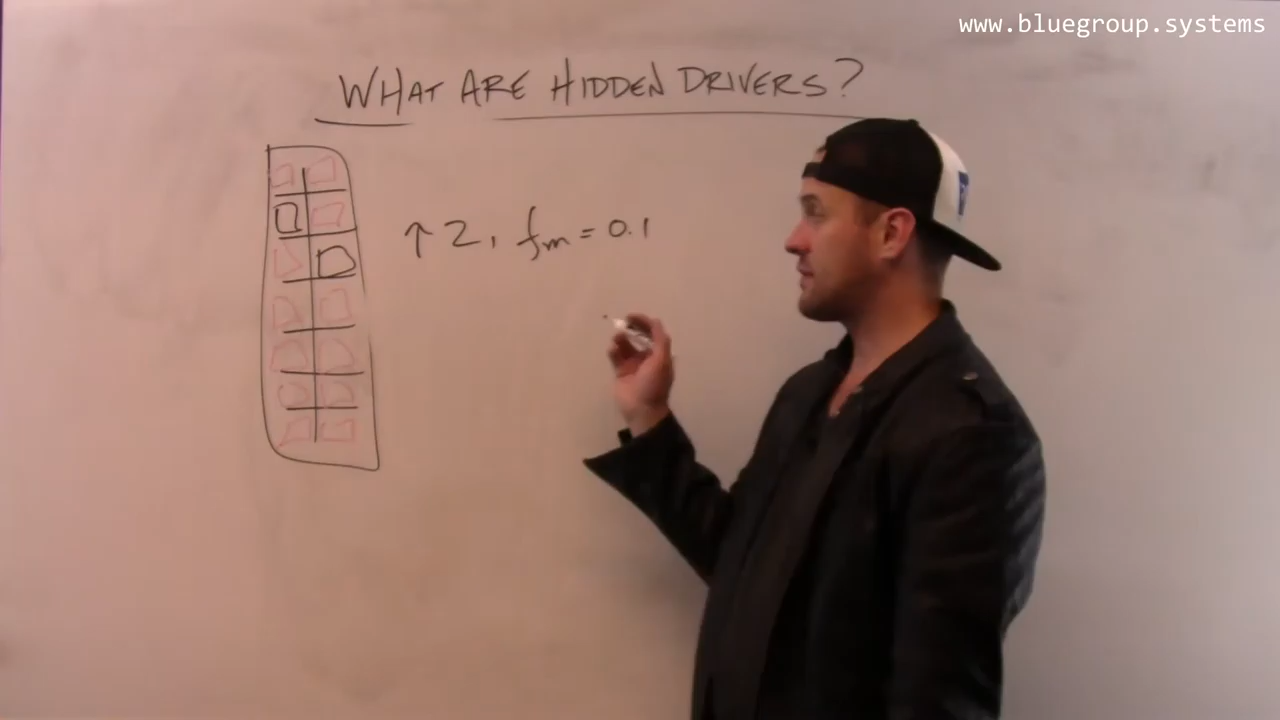 www.bluegroup.systems
WHAT ARE HIDDEN DRIVERS?
↑ 2, fm = 0.1